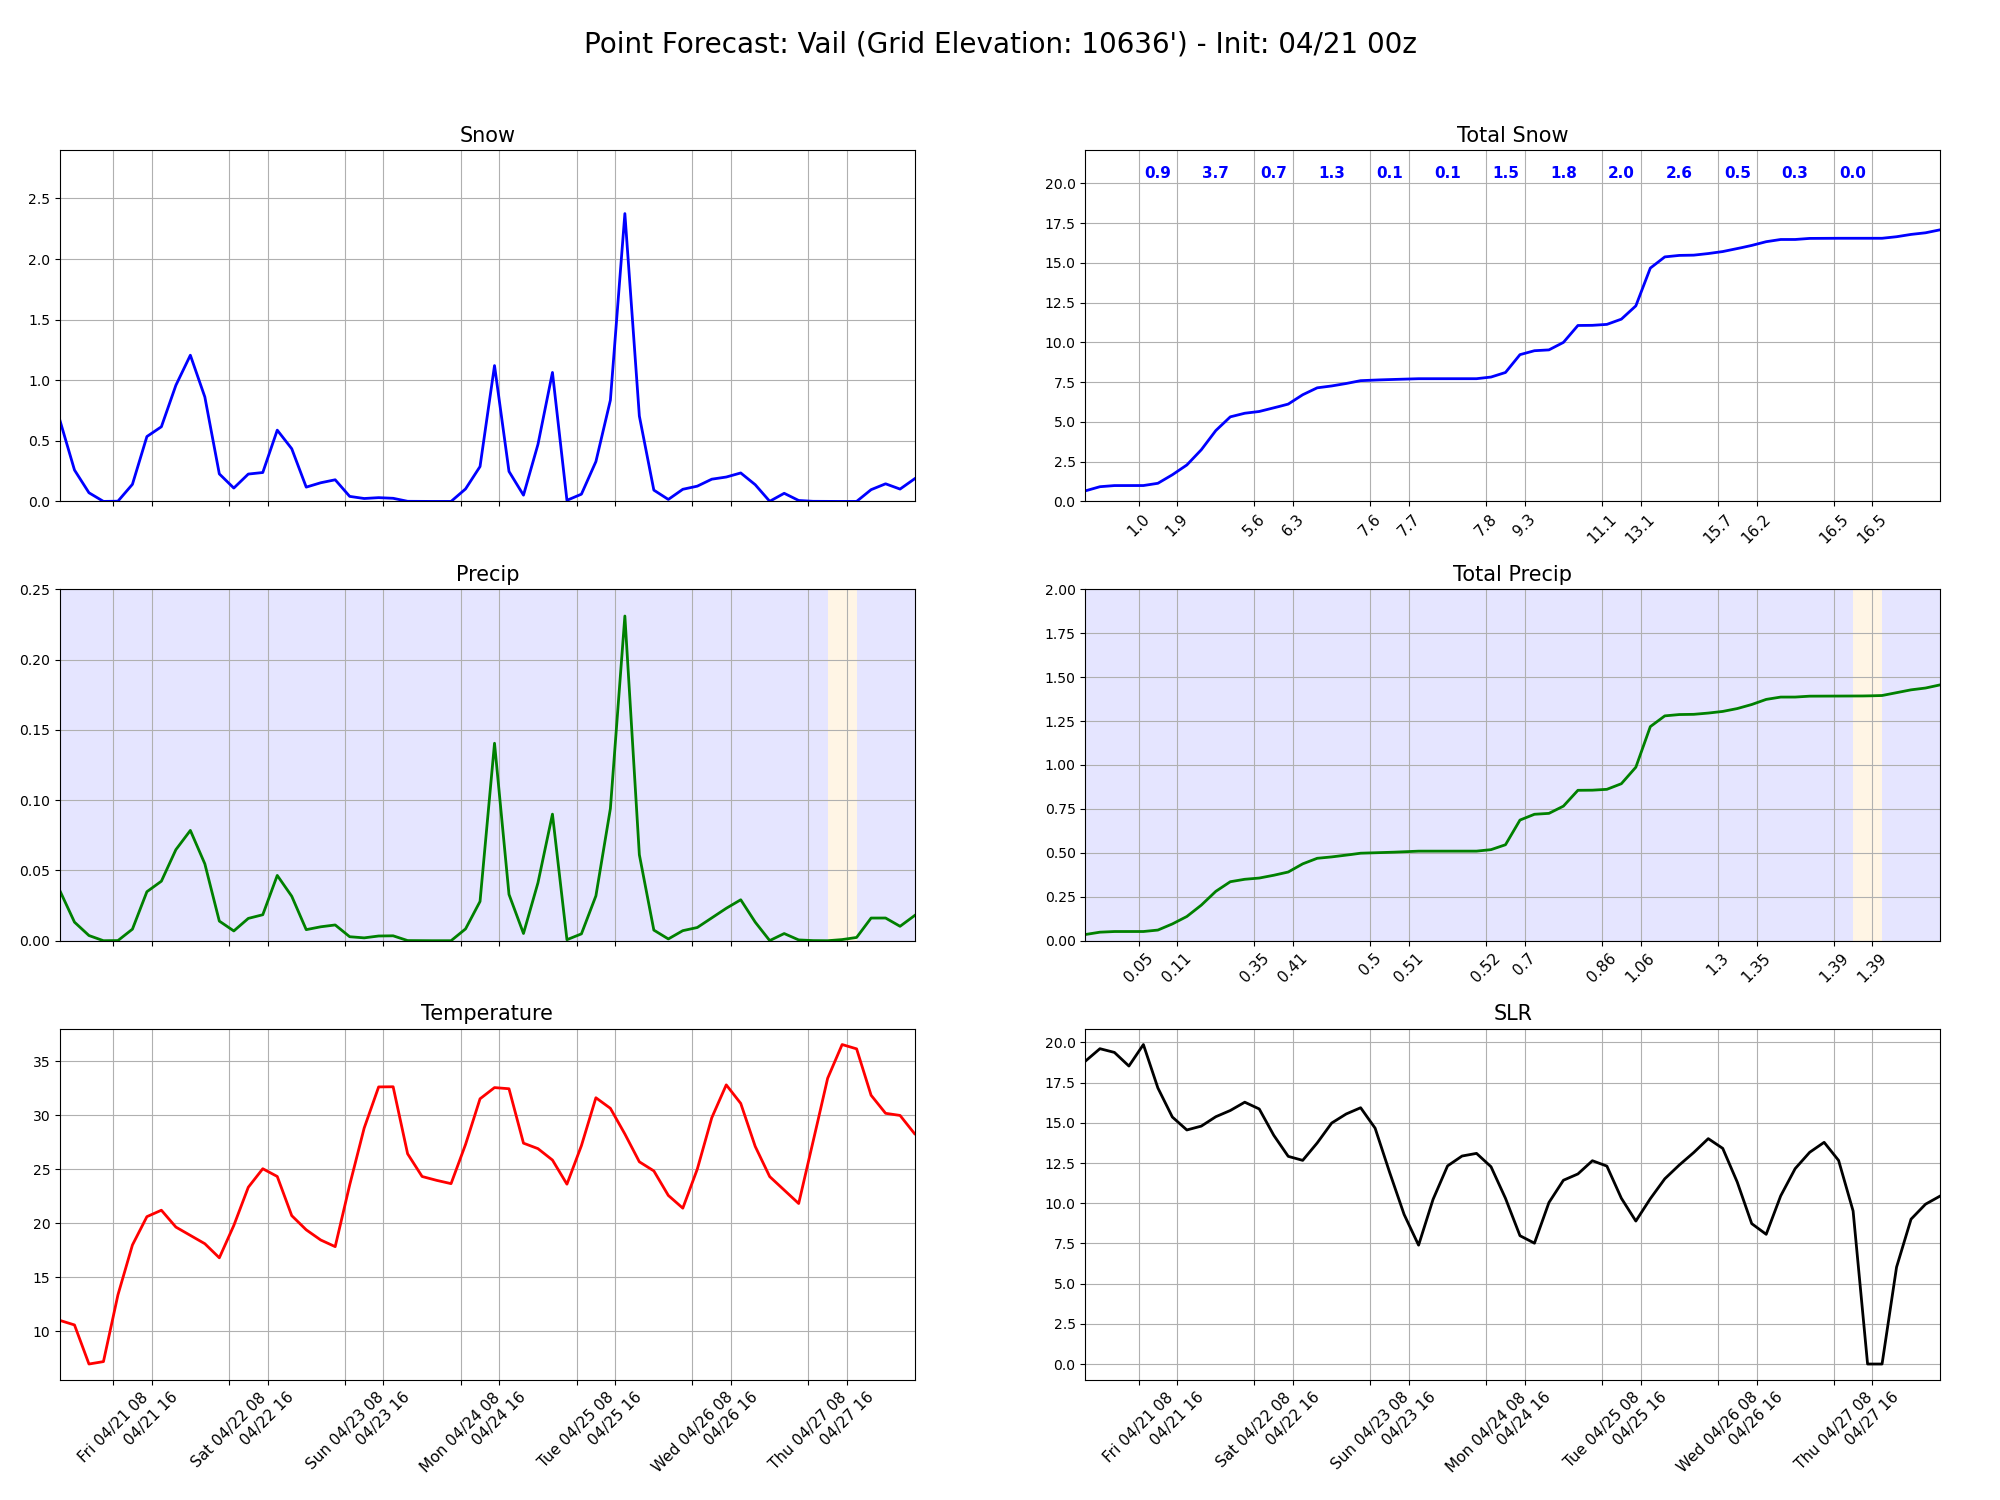 Point Forecast: Vail (Grid Elevation: 10636') - Init: 04/21 00z
Snow
2.5
2.0
1.5
1.0
0.5
0.0
Total Snow
0.9 3.7 0.7 1.3 0.1 0.1 1.5 1.8 2.0 2.6 0.5 0.3 0.0
20.0
17.5
15.0
12.5
10.0
7.5
5.0
2.5
0.0
1.0 1.9 5.6 6.3 7.6 7.7 7.8 9.3 11.1 13.1 15.7 16.2 16.5 16.5
Precip
0.25
0.20
0.15
0.10
0.05
0.00
Total Precip
2.00
1.75
1.50
1.25
1.00
0.75
0.50
0.25
0.00
0.05 0.11 0.35 0.41 0.5 0.51 0.52 0.7 0.86 1.06 1.3 1.35 1.39 1.39
Temperature
35
30
25
20
15
10
Fri 04/21 08
04/21 16
Sat 04/22 08
04/22 16
Sun 04/23 08
04/23 16
Mon 04/24 08
04/24 16
Tue 04/25 08
04/25 16
Wed 04/26 08
04/26 16
Thu 04/27 08
04/27 16
SLR
20.0
17.5
15.0
12.5
10.0
7.5
5.0
2.5
0.0
Fri 04/21 08
04/21 16
Sat 04/22 08
04/22 16
Sun 04/23 08
04/23 16
Mon 04/24 08
04/24 16
Tue 04/25 08
04/25 16
Wed 04/26 08
04/26 16
Thu 04/27 08
04/27 16